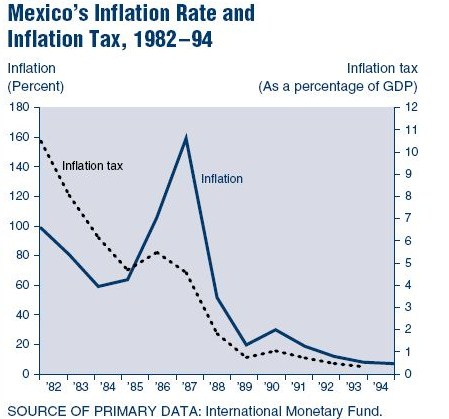 Mexico's Inflation Rate and
Inflation Tax, 1982–94
Inflation
(Percent)
Inflation tax
(As a percentage of GDP)
180
160
140
120
100
80
60
40
20
0
Inflation tax
Inflation
12
11
10
9
8
7
6
5
4
3
2
1
0
'82 '83 '84 '85 '86 '87 '88 '89 '90 '91 '92 '93 '94
SOURCE OF PRIMARY DATA: International Monetary Fund.